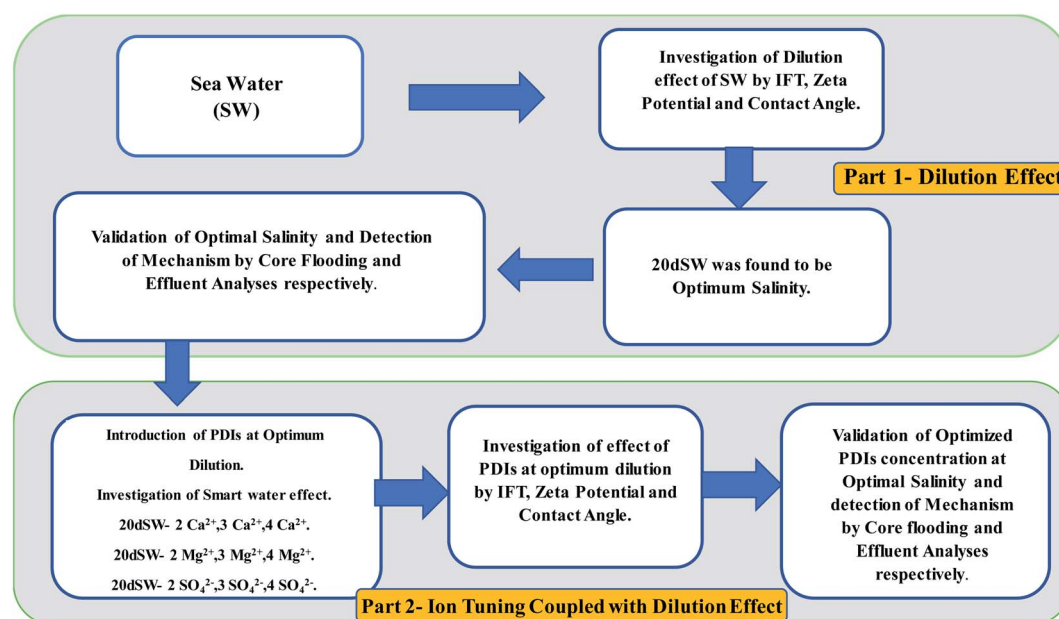 Sea Water
(SW)
Investigation of Dilution
effect of SW by IFT, Zeta
Potential and Contact Angle.
Part 1- Dilution Effect
20dSW was found to be
Optimum Salinity.
Validation of Optimal Salinity and Detection
of Mechanism by Core Flooding and
Effluent Analyses respectively.
Introduction of PDIs at Optimum
Dilution.
Investigation of Smart water effect.
20dSW- 2 Ca²⁺,3 Ca²⁺,4 Ca²⁺.
20dSW- 2 Mg²⁺,3 Mg²⁺,4 Mg²⁺.
20dSW- 2 SO₄²⁻,3 SO₄²⁻,4 SO₄²⁻.
Investigation of effect of
PDIs at optimum dilution
by IFT, Zeta Potential and
Contact Angle.
Validation of Optimized
PDIs concentration at
Optimal Salinity and
detection of Mechanism
by Core flooding and
Effluent Analyses
respectively.
Part 2- Ion Tuning Coupled with Dilution Effect